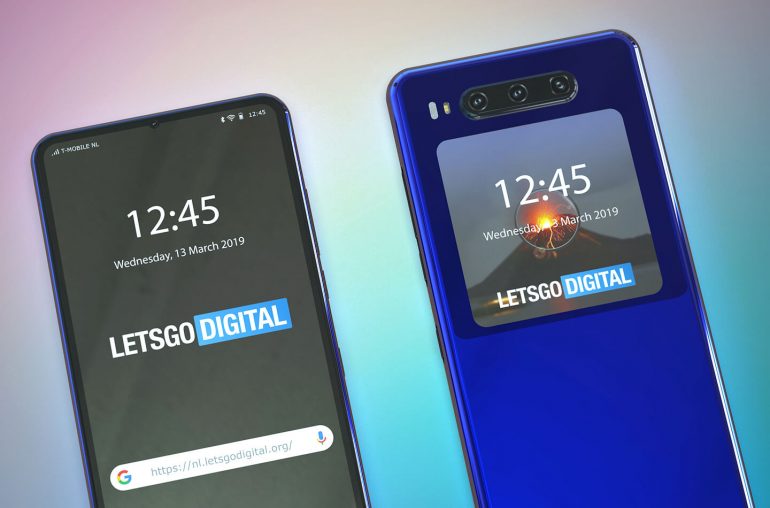 T-MOBILE NL
12:45
12:45
Wednesday, 13 March 2019
LETSGO DIGITAL
https://nl.letsgodigital.org/
12:45
Wednesday, 13 March 2019
LETSGO DIGITAL